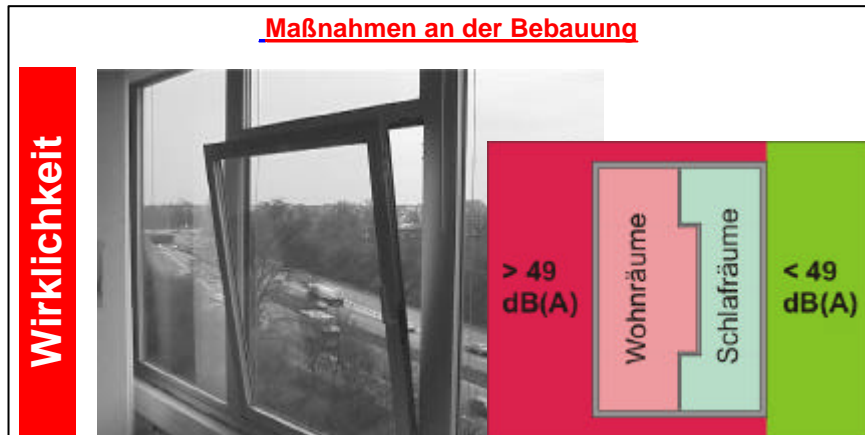 Maßnahmen an der Bebauung
Wirklichkeit
> 49
dB(A)
Wohnräume
Schlafräume
< 49
dB(A)